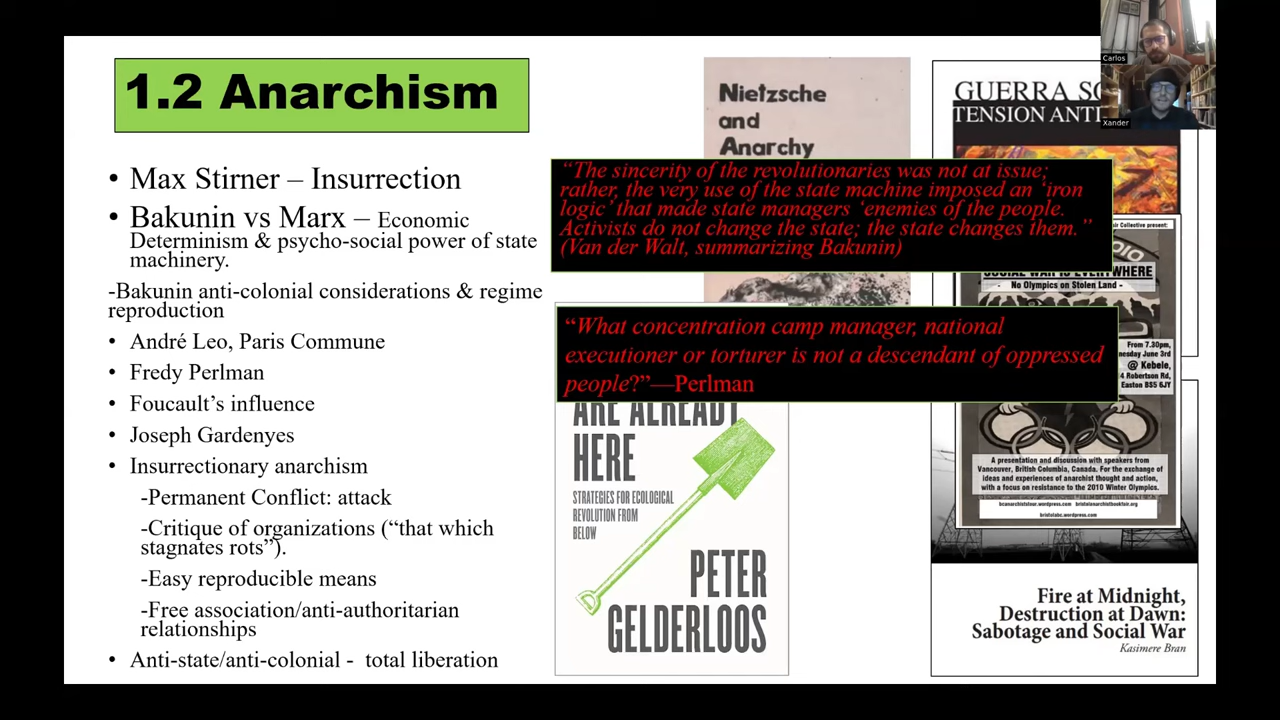 1.2 Anarchism
• Max Stirner – Insurrection
• Bakunin vs Marx – Economic
Determinism & psycho-social power of state
machinery.
-Bakunin anti-colonial considerations & regime
reproduction
• André Leo, Paris Commune
• Fredy Perlman
• Foucault’s influence
• Joseph Gardenyes
• Insurrectionary anarchism
-Permanent Conflict: attack
-Critique of organizations (“that which
stagnates rots”).
-Easy reproducible means
-Free association/anti-authoritarian
relationships
• Anti-state/anti-colonial - total liberation
Nietzsche
and
Anarchy
“The sincerity of the revolutionaries was not at issue;
rather, the very use of the state machine imposed an ‘iron
logic’ that made state managers ‘enemies of the people.
Activists do not change the state; the state changes them.”
(Van der Walt, summarizing Bakunin)
“What concentration camp manager, national
executioner or torturer is not a descendant of oppressed
people?”—Perlman
ARE ALREADY
HERE
STRATEGIES FOR ECOLOGICAL
REVOLUTION FROM
BELOW
PETER
GELDERLOOS
GUERRA
TENSION
Collective present:
SOCIAL WAR IS EVERYWHERE
- No Olympics on Stolen Land -
From 7.30pm,
June 3rd
@ Kebele,
Robertson Rd,
Easton BS5 6JY
A presentation and discussion with speakers from
Vancouver, British Columbia, Canada. For the exchange of
ideas and experiences of anarchist thought and action,
with a focus on resistance to the 2010 Winter Olympics.
bcanarchisttour.wordpress.com bristolanarchistbookfair.org
bristolabc.wordpress.com
Fire at Midnight,
Destruction at Dawn:
Sabotage and Social War
Kasimere Bran
Carlos
Xander